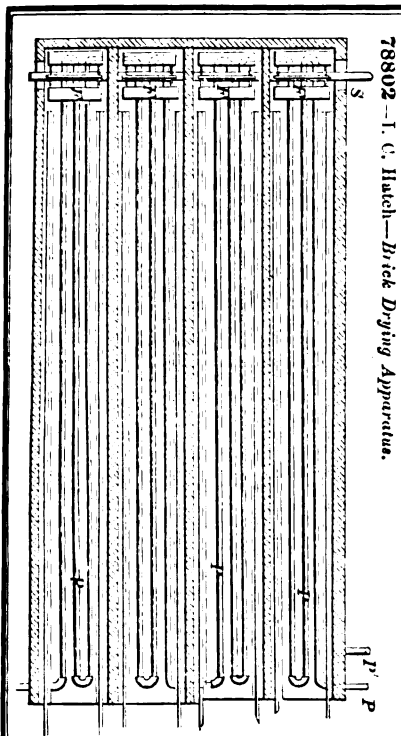 78802—I. C. Hatch—Brick Drying Apparatus.
S
F F F F
P P P
P'
P